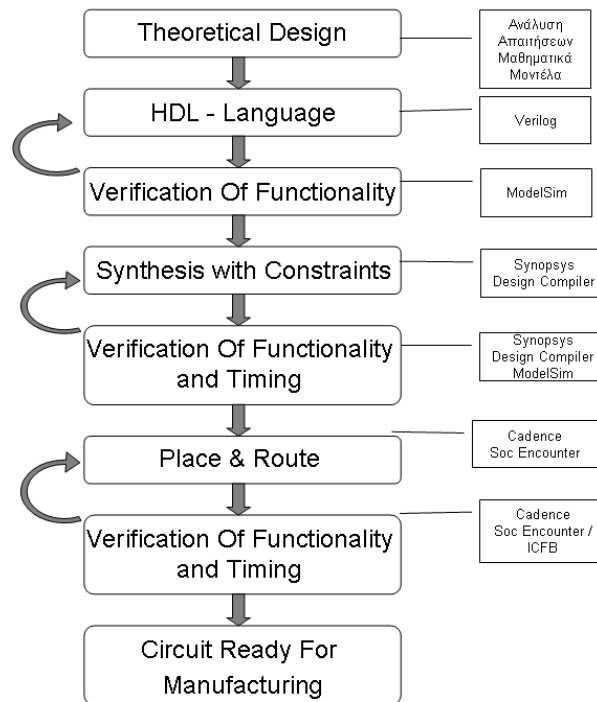 Theoretical Design
Ανάλυση
Απαιτήσεων
Μαθηματικά
Μοντέλα
HDL - Language
Verilog
Verification Of Functionality
ModelSim
Synthesis with Constraints
Synopsys
Design Compiler
Verification Of Functionality
and Timing
Synopsys
Design Compiler
ModelSim
Place & Route
Cadence
Soc Encounter
Verification Of Functionality
and Timing
Cadence
Soc Encounter /
ICFB
Circuit Ready For
Manufacturing